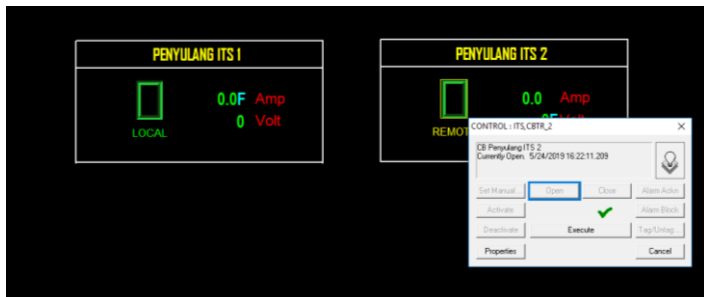 PENYULANG ITS 1
0.0F Amp
0 Volt
LOCAL
PENYULANG ITS 2
0.0 Amp
REMOT
CONTROL : ITS,CBTR_2
CB Penyulang ITS 2
Currently Open. 5/24/2019 16:22:11.209
Set Manual... Open Close Alarm Ackn
Activate Alarm Block
Deactivate Execute Tag/Untag...
Properties Cancel